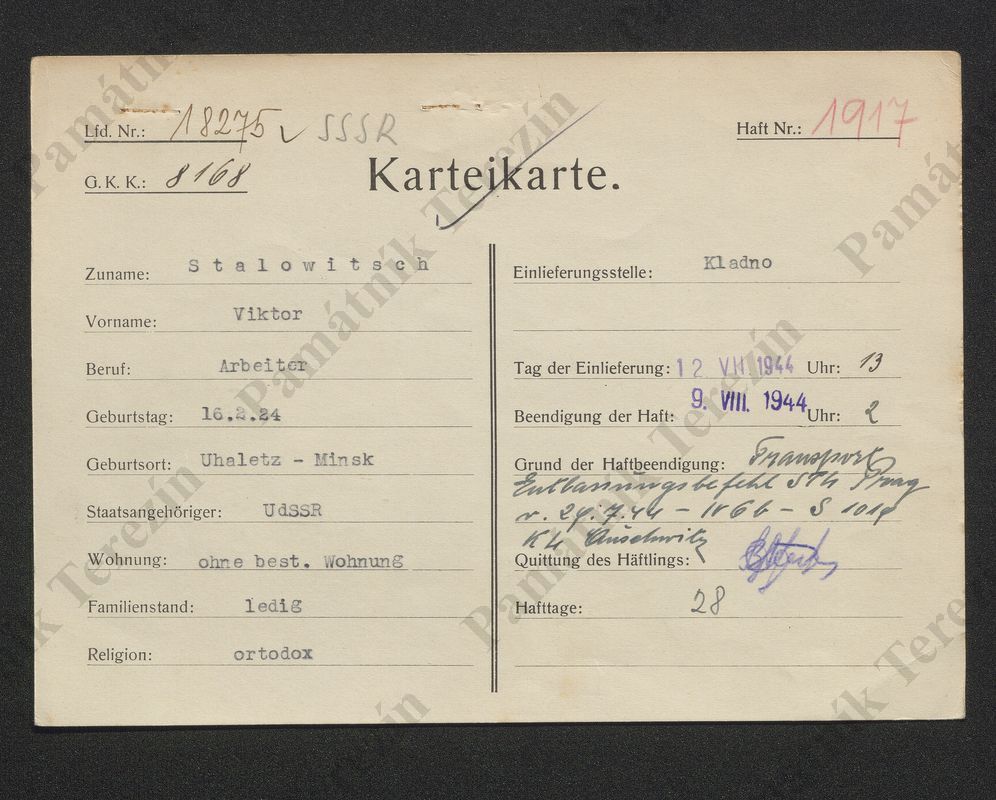 Lfd. Nr.: 18275 SSSR
Haft Nr.: 1917
G. K. K.: 8168
Karteikarte.
Zuname: Stalowitsch
Vorname: Viktor
Beruf: Arbeiter
Geburtstag: 16.2.24
Geburtsort: Uhaletz - Minsk
Staatsangehöriger: UdSSR
Wohnung: ohne best. Wohnung
Familienstand: ledig
Religion: ortodox
Einlieferungsstelle: Kladno
Tag der Einlieferung: 12 VII 1944 Uhr: 13
Beendigung der Haft: 9. VIII. 1944 Uhr: 2
Grund der Haftbeendigung: Transport
Entlassungsbefehl Prag
v. 24.7.44 - IV6b - S
KL Auschwitz
Quittung des Häftlings:
Hafttage: 28
Památník Terezín